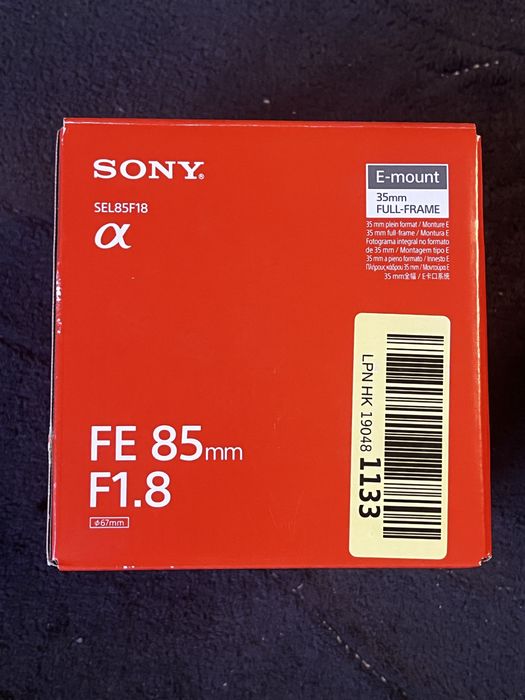 SONY®
SEL85F18
α
E-mount
35mm
FULL-FRAME
35 mm plein format / Monture E
35 mm full-frame / Montura E
Fotograma integral no formato
de 35 mm / Montagem tipo E
35 mm a pieno formato / Innesto E
Πλήρους κάδρου 35 mm / Μοντούρα E
35 mm全幅 / E卡口系统
LPN HK 19048 1133
FE 85mm
F1.8
φ67mm